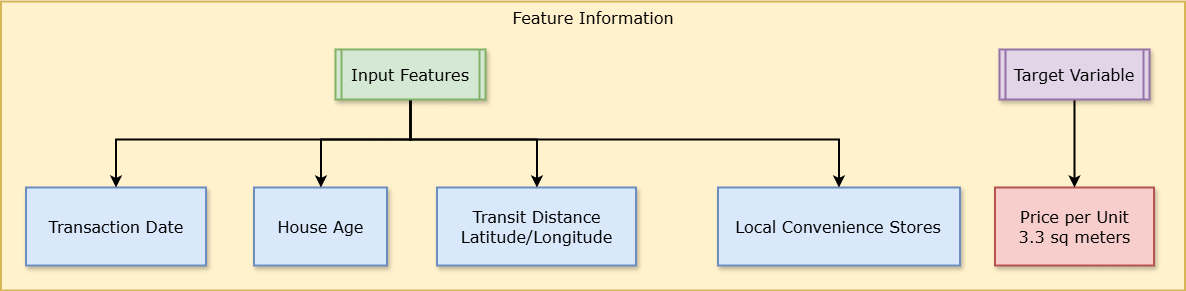 Feature Information
Input Features
Target Variable
Transaction Date
House Age
Transit Distance
Latitude/Longitude
Local Convenience Stores
Price per Unit
3.3 sq meters